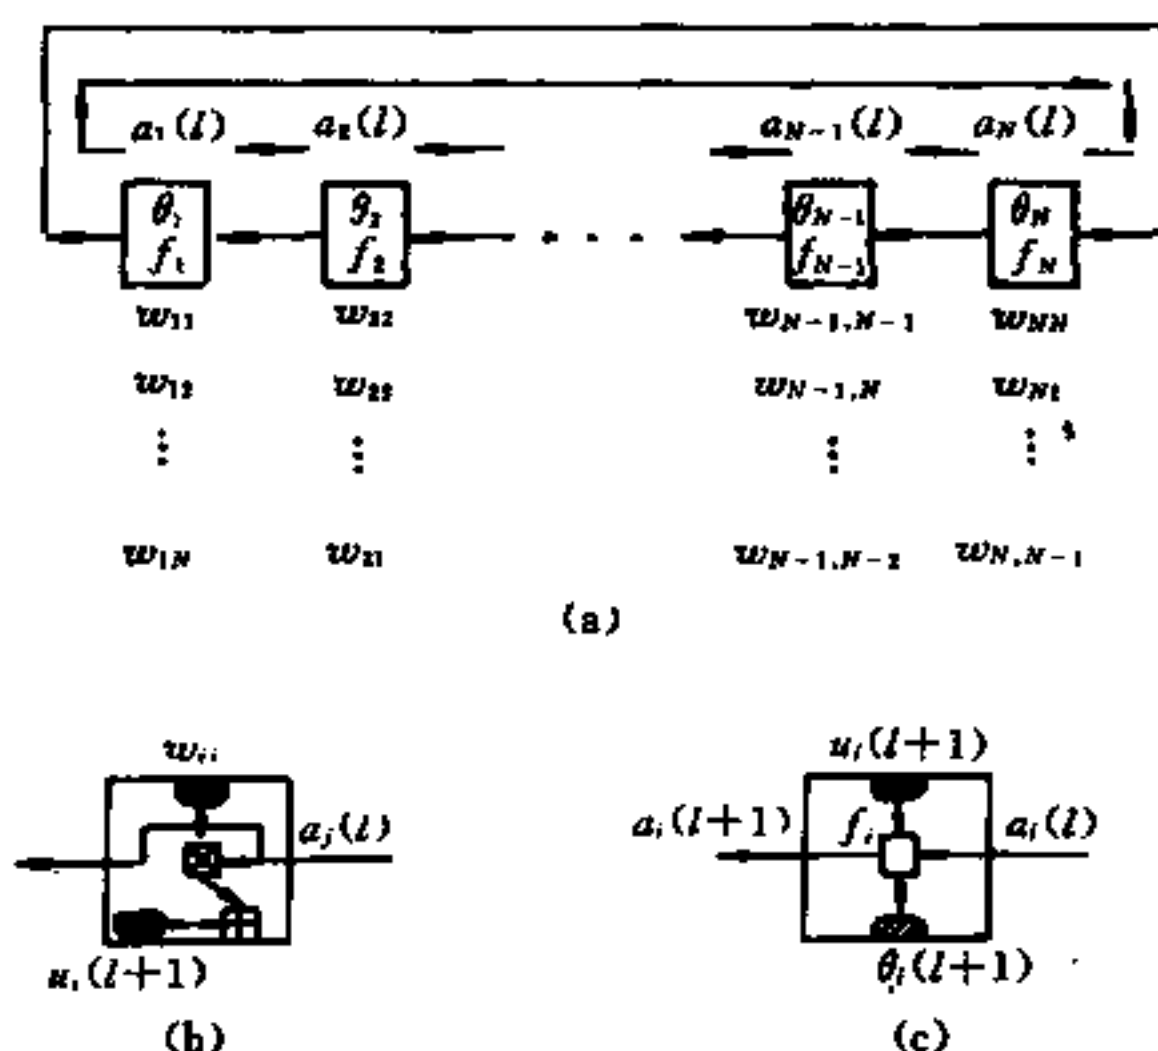 a₁(l) a₂(l) a_{N-1}(l) a_N(l)
θ₁ θ₂ θ_{N-1} θ_N
f₁ f₂ f_{N-1} f_N
w₁₁ w₂₂ w_{N-1,N-1} w_{NN}
w₁₂ w₂₃ w_{N-1,N} w_{N1}
⋮ ⋮ ⋮ ⋮
w_{1N} w₂₁ w_{N-1,N-2} w_{N,N-1}
(a)
w_{ij} u_i(l+1)
a_j(l) a_i(l+1) f_i a_i(l)
u_i(l+1) θ_i(l+1)
(b) (c)